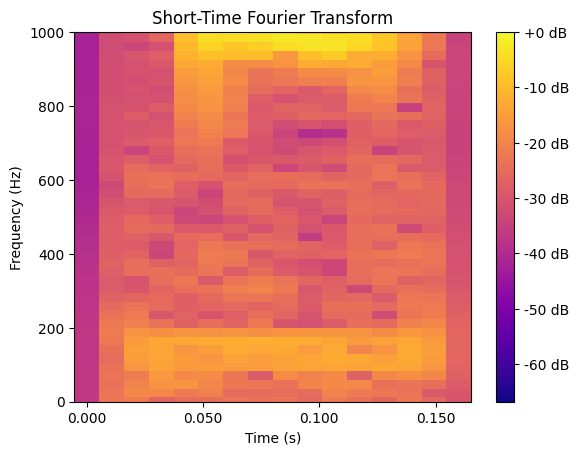 Short-Time Fourier Transform
1000
800
600
400
200
0
Frequency (Hz)
0.000
0.050
0.100
0.150
Time (s)
+0 dB
-10 dB
-20 dB
-30 dB
-40 dB
-50 dB
-60 dB